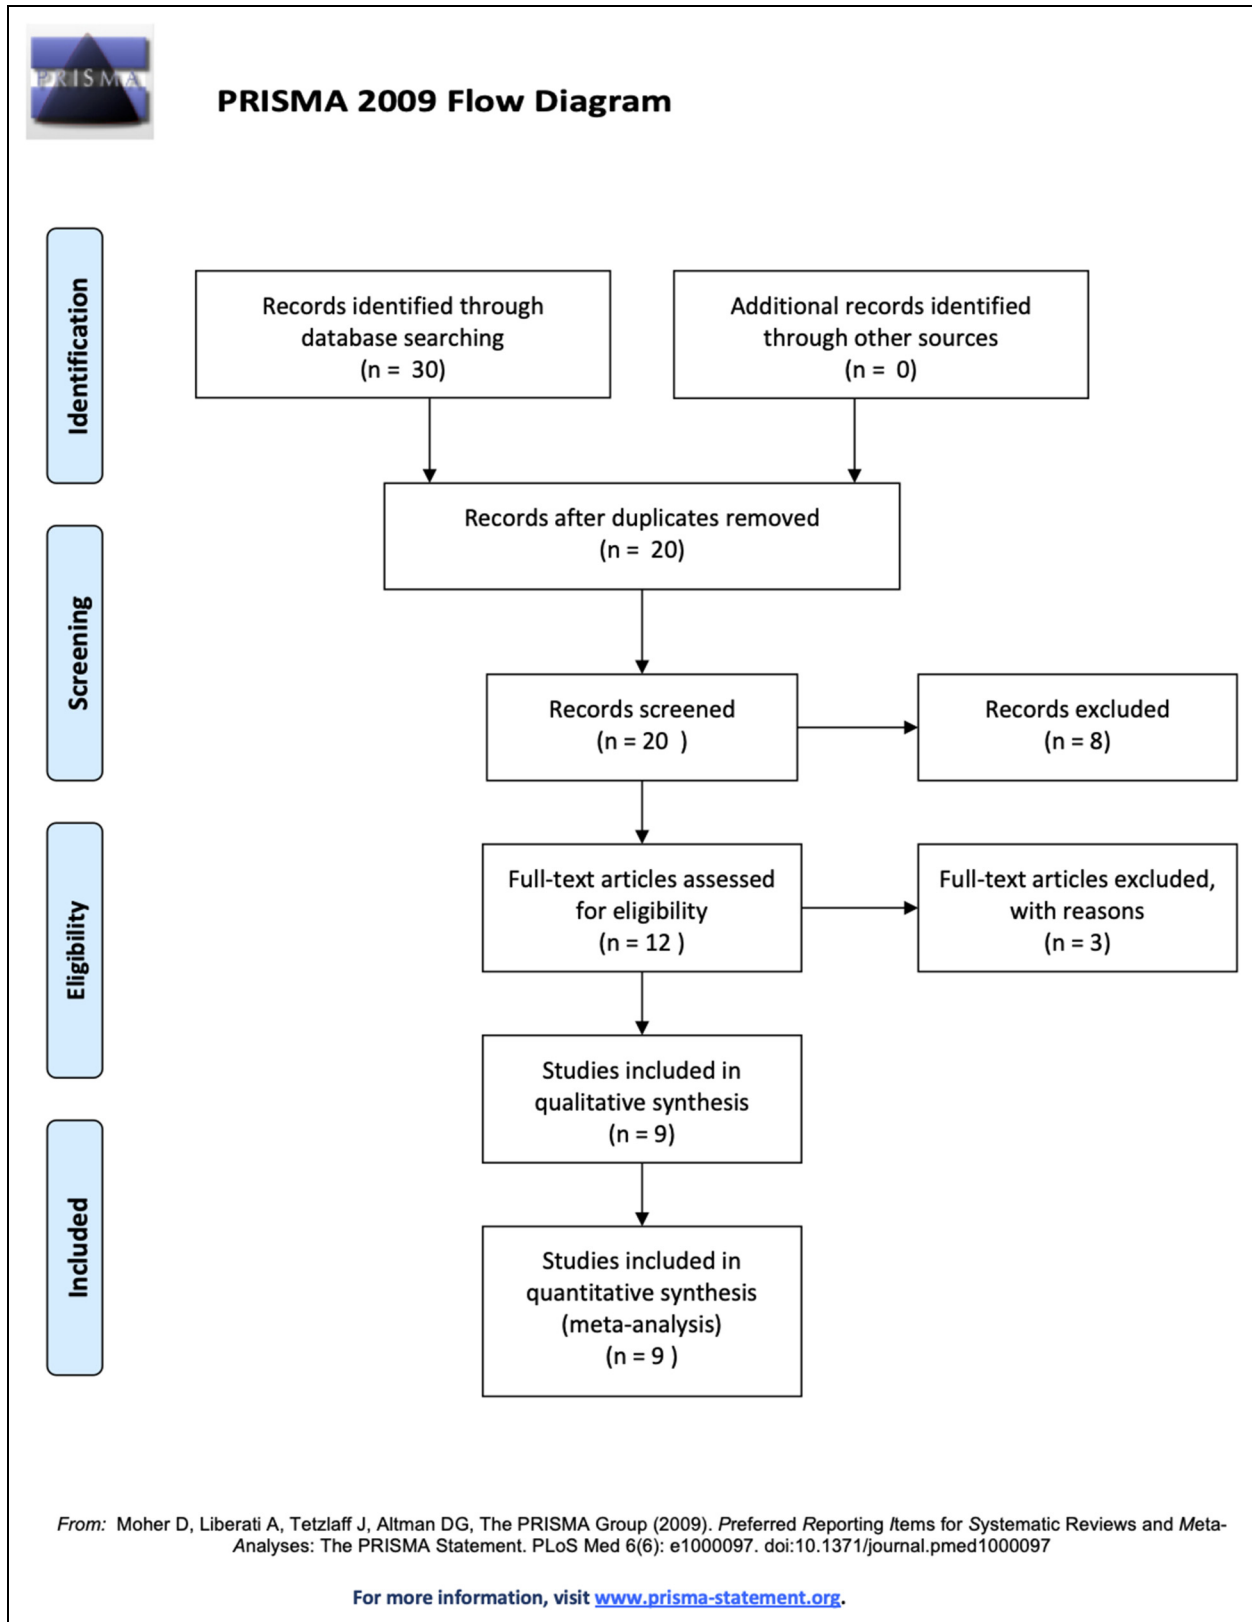 PRISMA
PRISMA 2009 Flow Diagram
Identification
Records identified through
database searching
(n = 30)
Additional records identified
through other sources
(n = 0)
Records after duplicates removed
(n = 20)
Screening
Records screened
(n = 20 )
Records excluded
(n = 8)
Eligibility
Full-text articles assessed
for eligibility
(n = 12 )
Full-text articles excluded,
with reasons
(n = 3)
Studies included in
qualitative synthesis
(n = 9)
Included
Studies included in
quantitative synthesis
(meta-analysis)
(n = 9 )
From: Moher D, Liberati A, Tetzlaff J, Altman DG, The PRISMA Group (2009). Preferred Reporting Items for Systematic Reviews and Meta-
Analyses: The PRISMA Statement. PLoS Med 6(6): e1000097. doi:10.1371/journal.pmed1000097
For more information, visit www.prisma-statement.org.